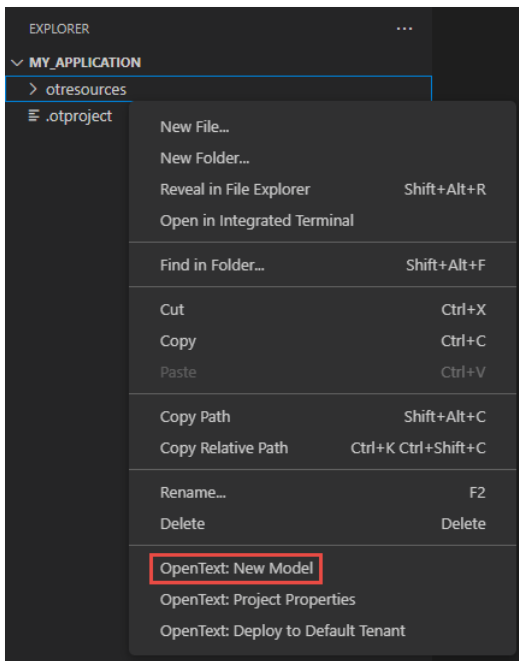 EXPLORER ...
MY_APPLICATION
otresources
.otproject
New File...
New Folder...
Reveal in File Explorer Shift+Alt+R
Open in Integrated Terminal
Find in Folder... Shift+Alt+F
Cut Ctrl+X
Copy Ctrl+C
Paste Ctrl+V
Copy Path Shift+Alt+C
Copy Relative Path Ctrl+K Ctrl+Shift+C
Rename... F2
Delete Delete
OpenText: New Model
OpenText: Project Properties
OpenText: Deploy to Default Tenant